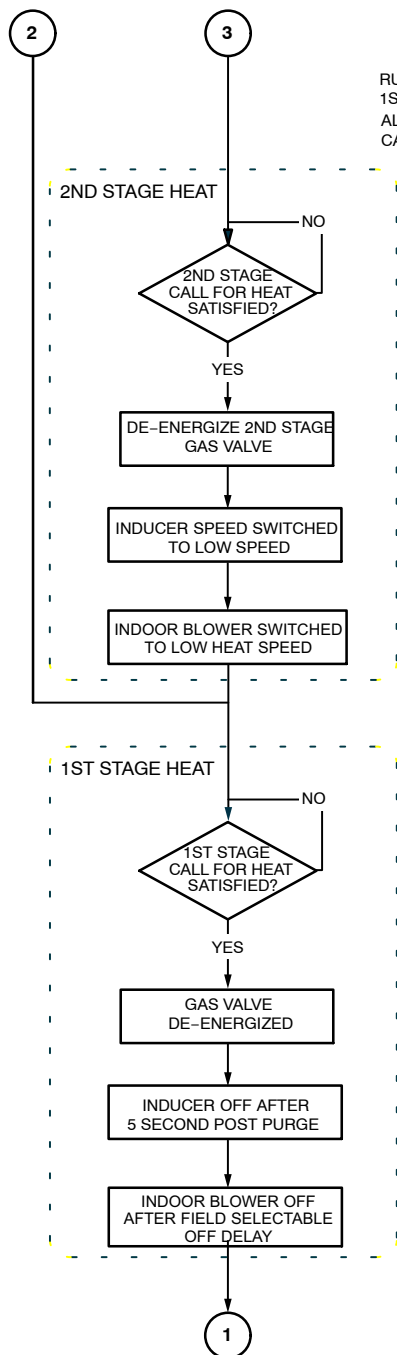 2
3
2ND STAGE HEAT
NO
2ND STAGE
CALL FOR HEAT
SATISFIED?
YES
DE-ENERGIZE 2ND STAGE
GAS VALVE
INDUCER SPEED SWITCHED
TO LOW SPEED
INDOOR BLOWER SWITCHED
TO LOW HEAT SPEED
1ST STAGE HEAT
NO
1ST STAGE
CALL FOR HEAT
SATISFIED?
YES
GAS VALVE
DE-ENERGIZED
INDUCER OFF AFTER
5 SECOND POST PURGE
INDOOR BLOWER OFF
AFTER FIELD SELECTABLE
OFF DELAY
1